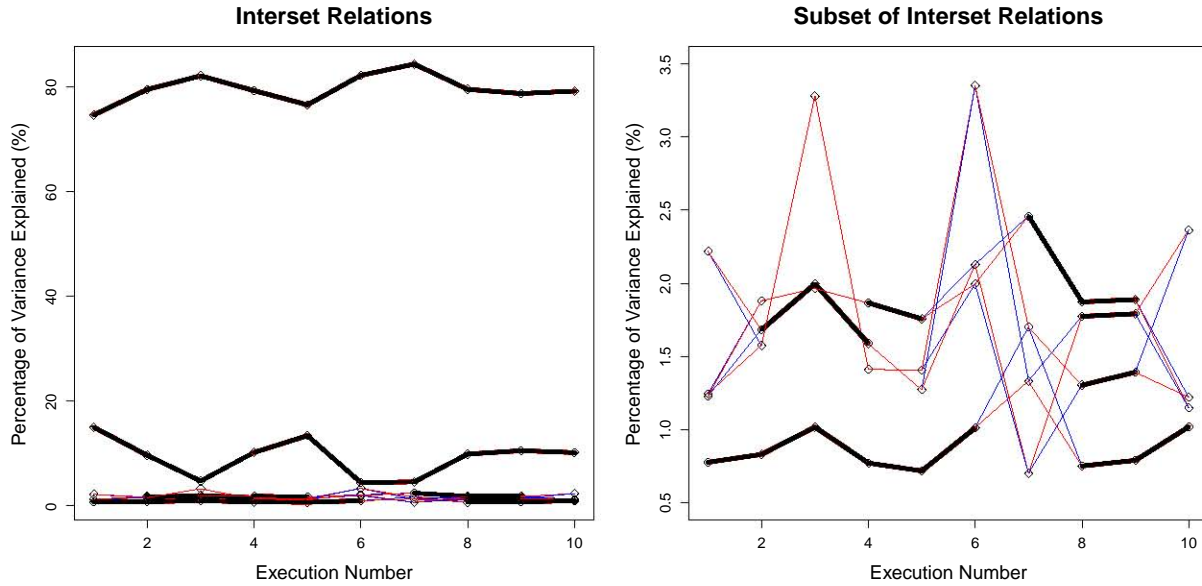 Interset Relations
Percentage of Variance Explained (%)
80
60
40
20
0
2 4 6 8 10
Execution Number
Subset of Interset Relations
Percentage of Variance Explained (%)
3.5
3.0
2.5
2.0
1.5
1.0
0.5
2 4 6 8 10
Execution Number